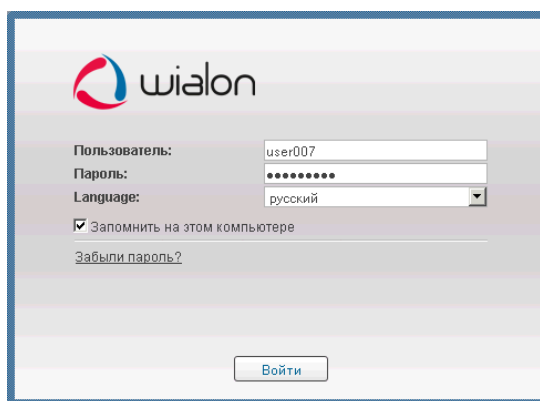 wialon
Пользователь: user007
Пароль: •••••••••
Language: русский
Запомнить на этом компьютере
Забыли пароль?
Войти